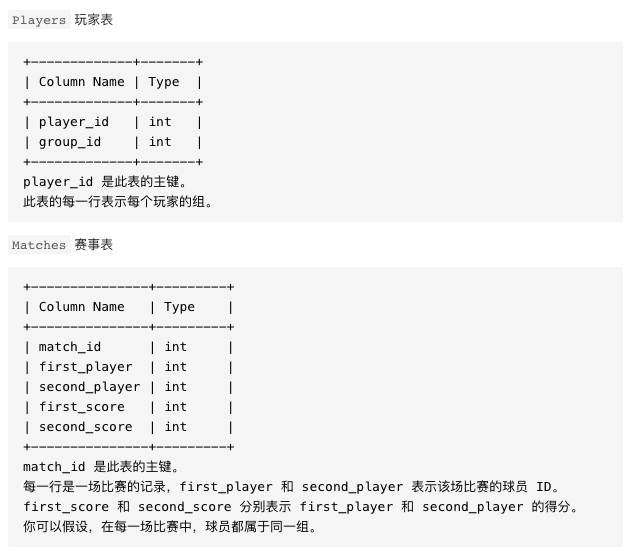 Players 玩家表
+-------------+-------+
| Column Name | Type  |
+-------------+-------+
| player_id   | int   |
| group_id    | int   |
+-------------+-------+
player_id 是此表的主键。
此表的每一行表示每个玩家的组。
Matches 赛事表
+---------------+---------+
| Column Name   | Type    |
+---------------+---------+
| match_id      | int     |
| first_player  | int     |
| second_player | int     |
| first_score   | int     |
| second_score  | int     |
+---------------+---------+
match_id 是此表的主键。
每一行是一场比赛的记录，first_player 和 second_player 表示该场比赛的球员 ID。
first_score 和 second_score 分别表示 first_player 和 second_player 的得分。
你可以假设，在每一场比赛中，球员都属于同一组。